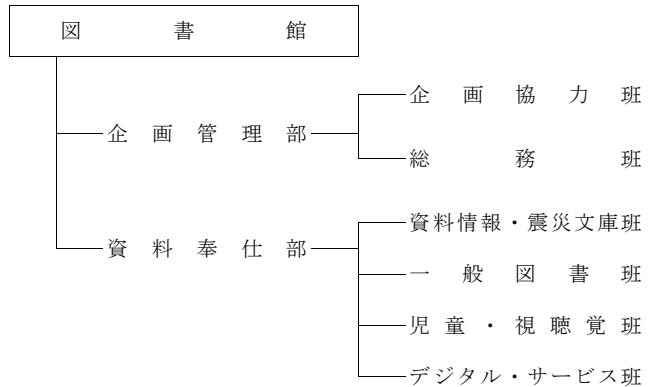 図書館
企画協力班
企画管理部
総務班
資料情報・震災文庫班
資料奉仕部
一般図書班
児童・視聴覚班
デジタル・サービス班